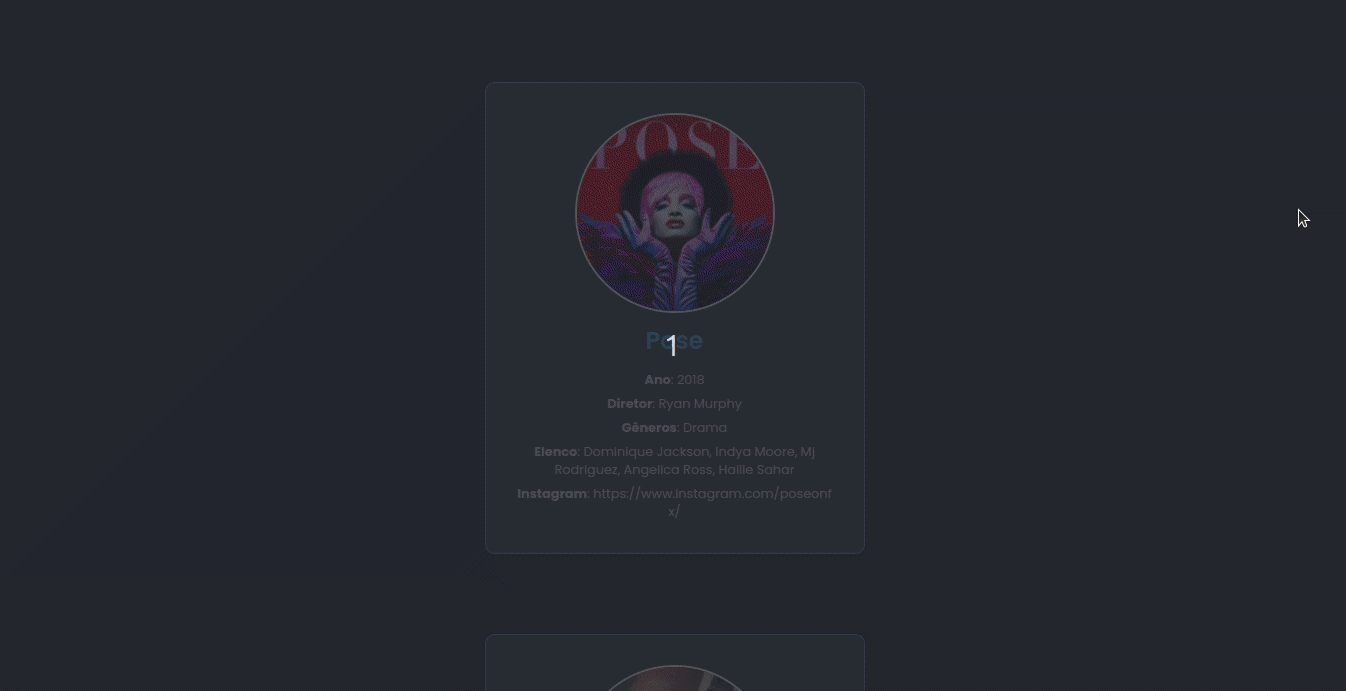 POSE
Pose
1
Ano: 2018
Diretor: Ryan Murphy
Gêneros: Drama
Elenco: Dominique Jackson, Indya Moore, Mj
Rodriguez, Angelica Ross, Hailie Sahar
Instagram: https://www.instagram.com/poseonf
x/